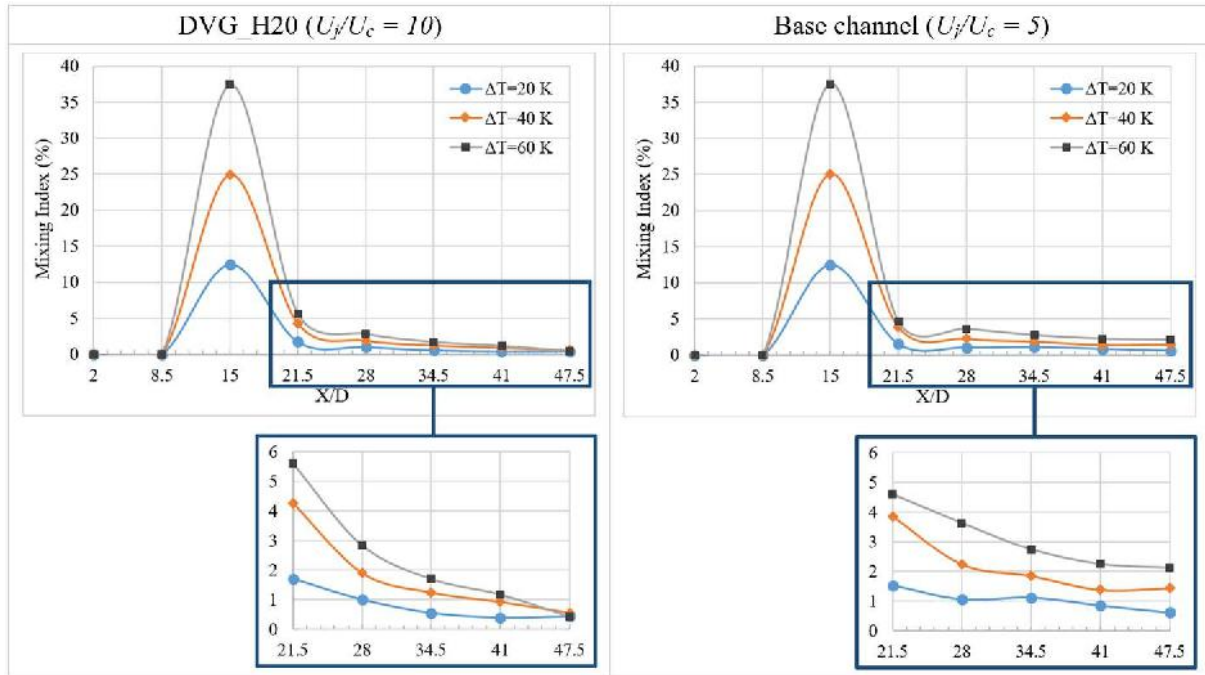 DVG_H20 (Uj/Uc = 10)
Base channel (Uj/Uc = 5)
40
35
30
25
20
15
10
5
0
Mixing Index (%)
ΔT=20 K
ΔT=40 K
ΔT=60 K
2 8.5 15 21.5 28 34.5 41 47.5
X/D
40
35
30
25
20
15
10
5
0
Mixing Index (%)
ΔT=20 K
ΔT=40 K
ΔT=60 K
2 8.5 15 21.5 28 34.5 41 47.5
X/D
6
5
4
3
2
1
0
21.5 28 34.5 41 47.5
6
5
4
3
2
1
0
21.5 28 34.5 41 47.5